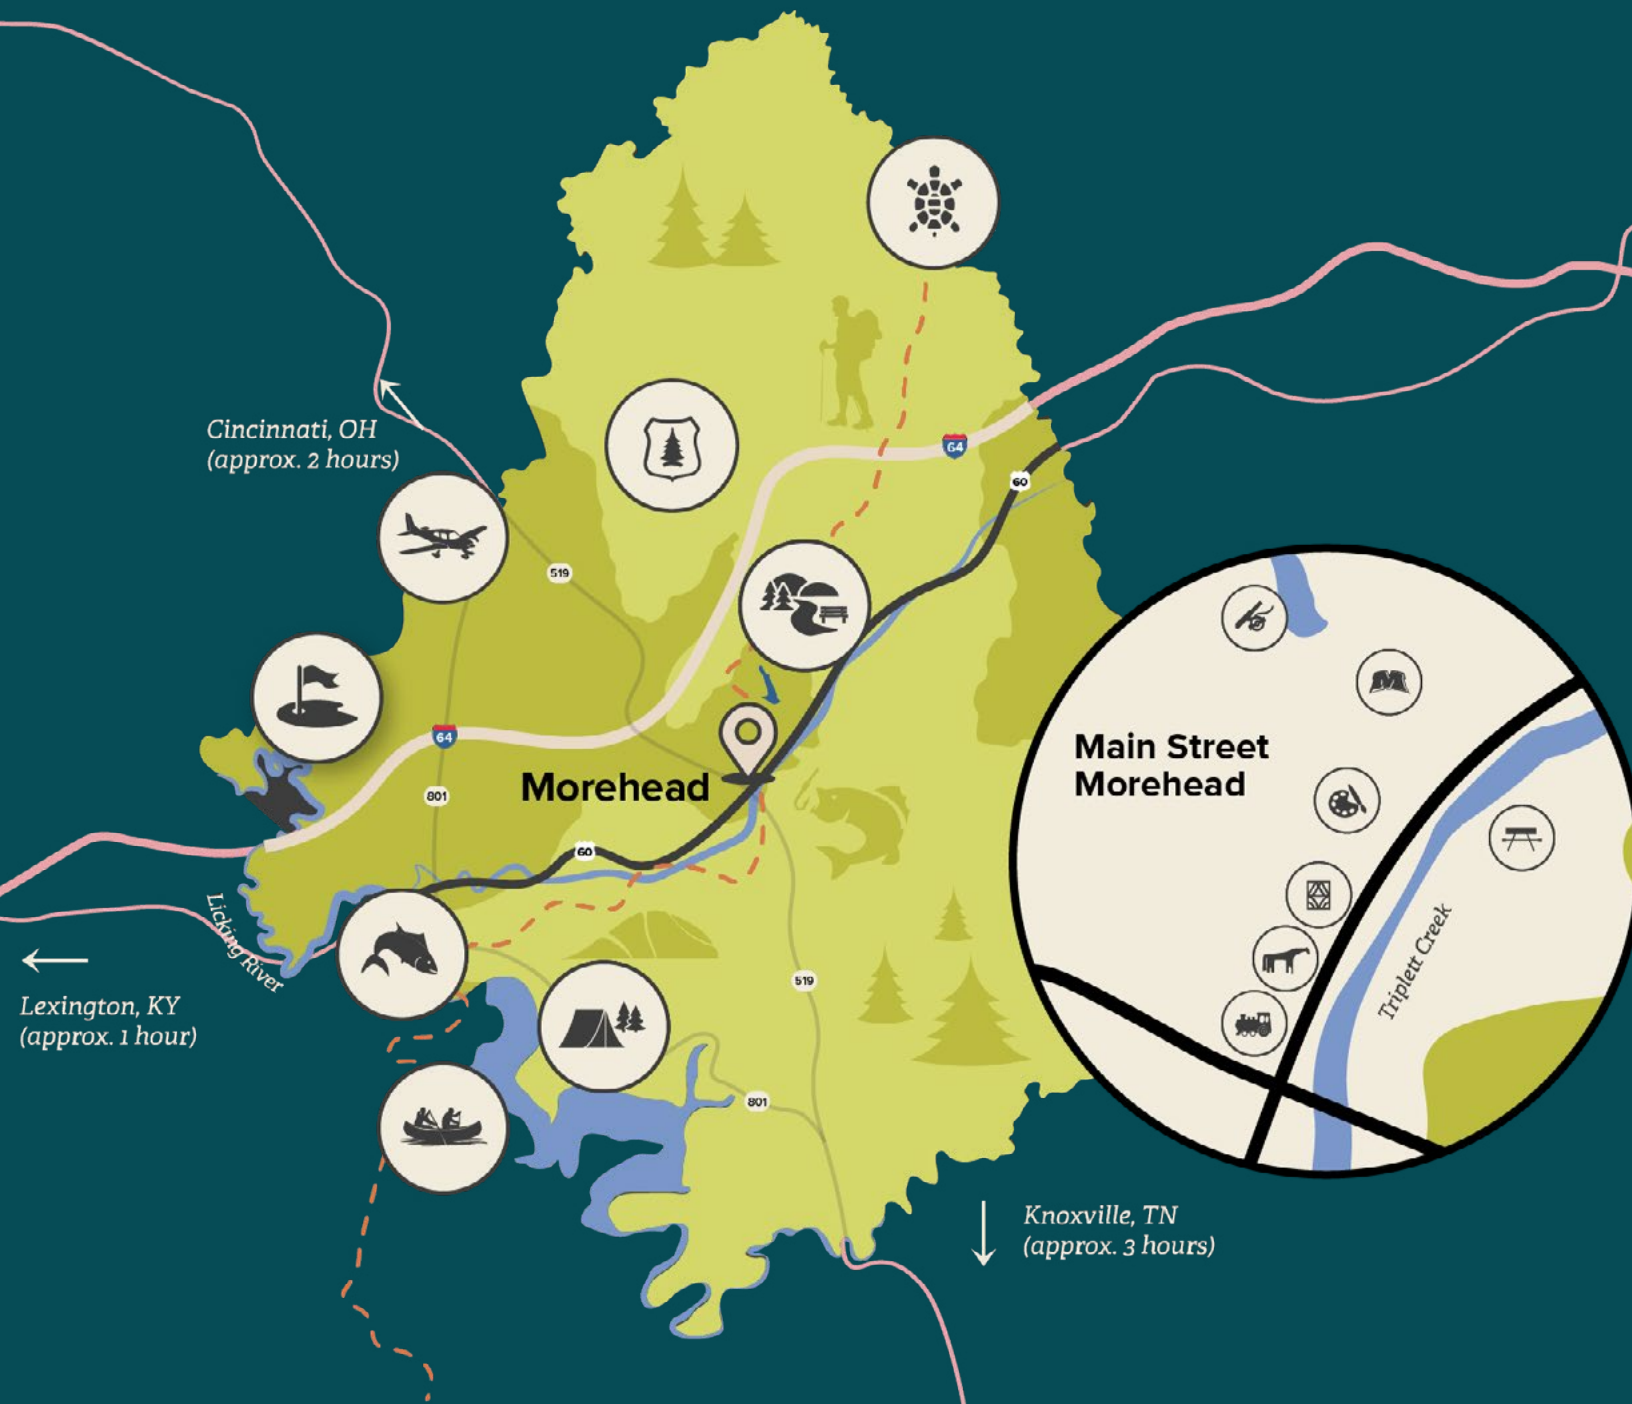 64
60
Cincinnati, OH
(approx. 2 hours)
519
64
Main Street
Morehead
M
Morehead
801
60
Licking River
Triplett Creek
Lexington, KY
(approx. 1 hour)
519
801
Knoxville, TN
(approx. 3 hours)